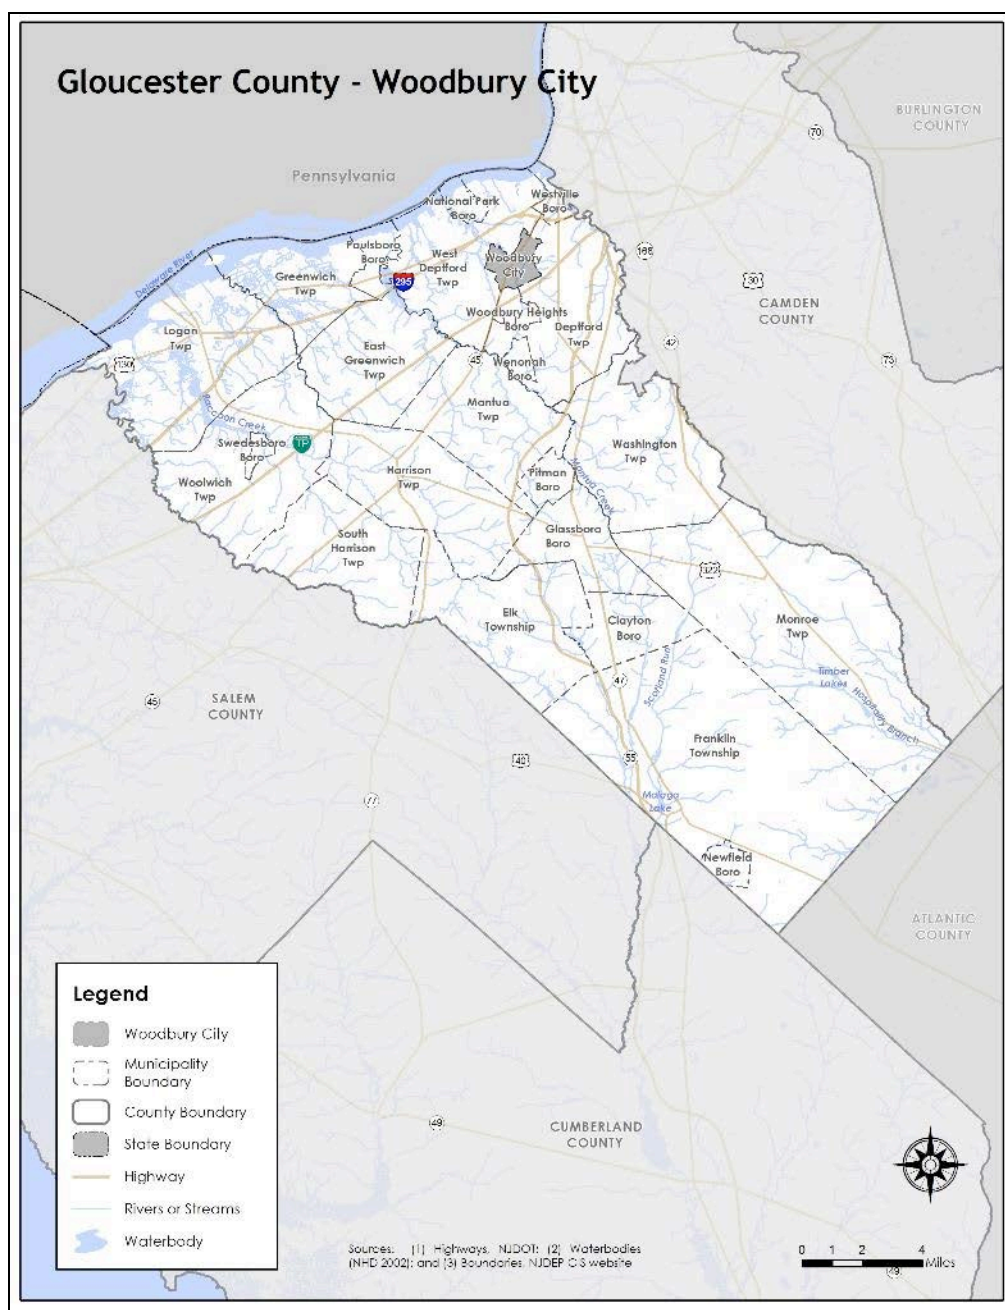 Gloucester County - Woodbury City
BURLINGTON
COUNTY
70
Pennsylvania
National Park
Boro
Westville
Boro
Paulsboro
Boro
West
Deptford
Twp
Woodbury
City
168
Delaware River
Greenwich
Twp
295
30
CAMDEN
COUNTY
Logan
Twp
Woodbury Heights
Boro
Deptford
Twp
130
East
Greenwich
Twp
45
Wenonah
Boro
42
73
Mantua
Twp
Raccoon Creek
Swedesboro
Boro
TP
Washington
Twp
Woolwich
Twp
Harrison
Twp
Pitman
Boro
South
Harrison
Twp
Glassboro
Boro
322
Elk
Township
Clayton
Boro
Monroe
Twp
Scotland Run
Timber
Lakes
Hospitality Branch
47
SALEM
COUNTY
45
Franklin
Township
55
Malaga
Lake
77
Newfield
Boro
ATLANTIC
COUNTY
Legend
Woodbury City
Municipality
Boundary
County Boundary
State Boundary
Highway
Rivers or Streams
Waterbody
49
CUMBERLAND
COUNTY
Sources: (1) Highways, NJDOT; (2) Waterbodies
(NHD 2002); and (3) Boundaries, NJDEP GIS website
0 1 2 4
Miles
49